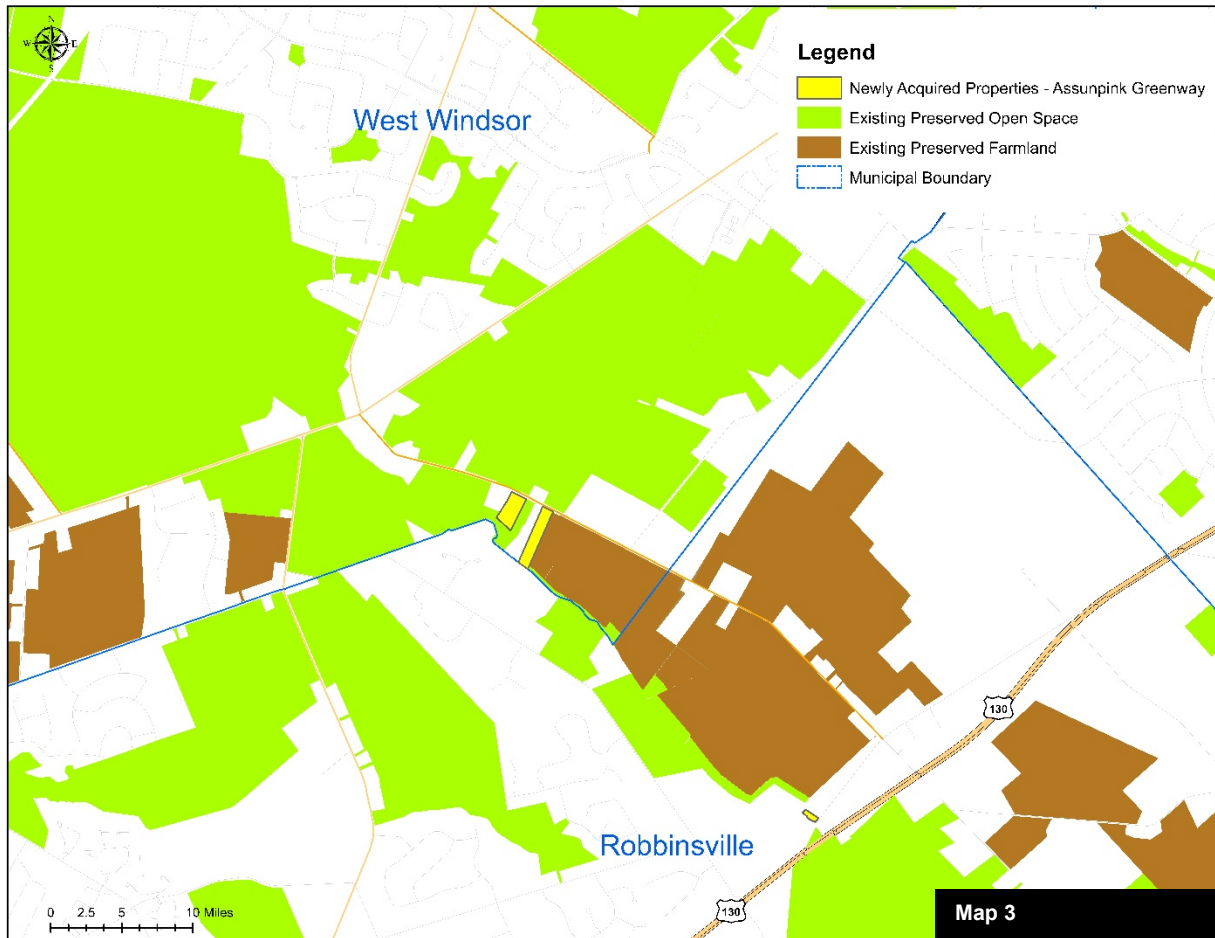 N
W E
S
West Windsor
Legend
Newly Acquired Properties - Assunpink Greenway
Existing Preserved Open Space
Existing Preserved Farmland
Municipal Boundary
130
Robbinsville
130
0 2.5 5 10 Miles
Map 3